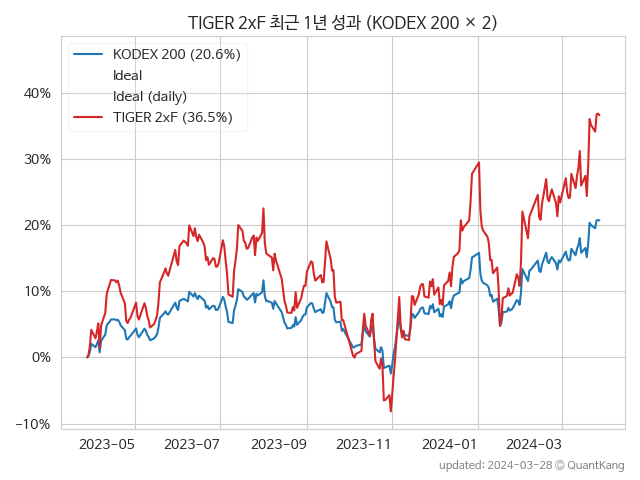 TIGER 2xF 최근 1년 성과 (KODEX 200 × 2)
KODEX 200 (20.6%)
Ideal
Ideal (daily)
TIGER 2xF (36.5%)
40%
30%
20%
10%
0%
−10%
2023−05 2023−07 2023−09 2023−11 2024−01 2024−03
updated: 2024−03−28 © QuantKang